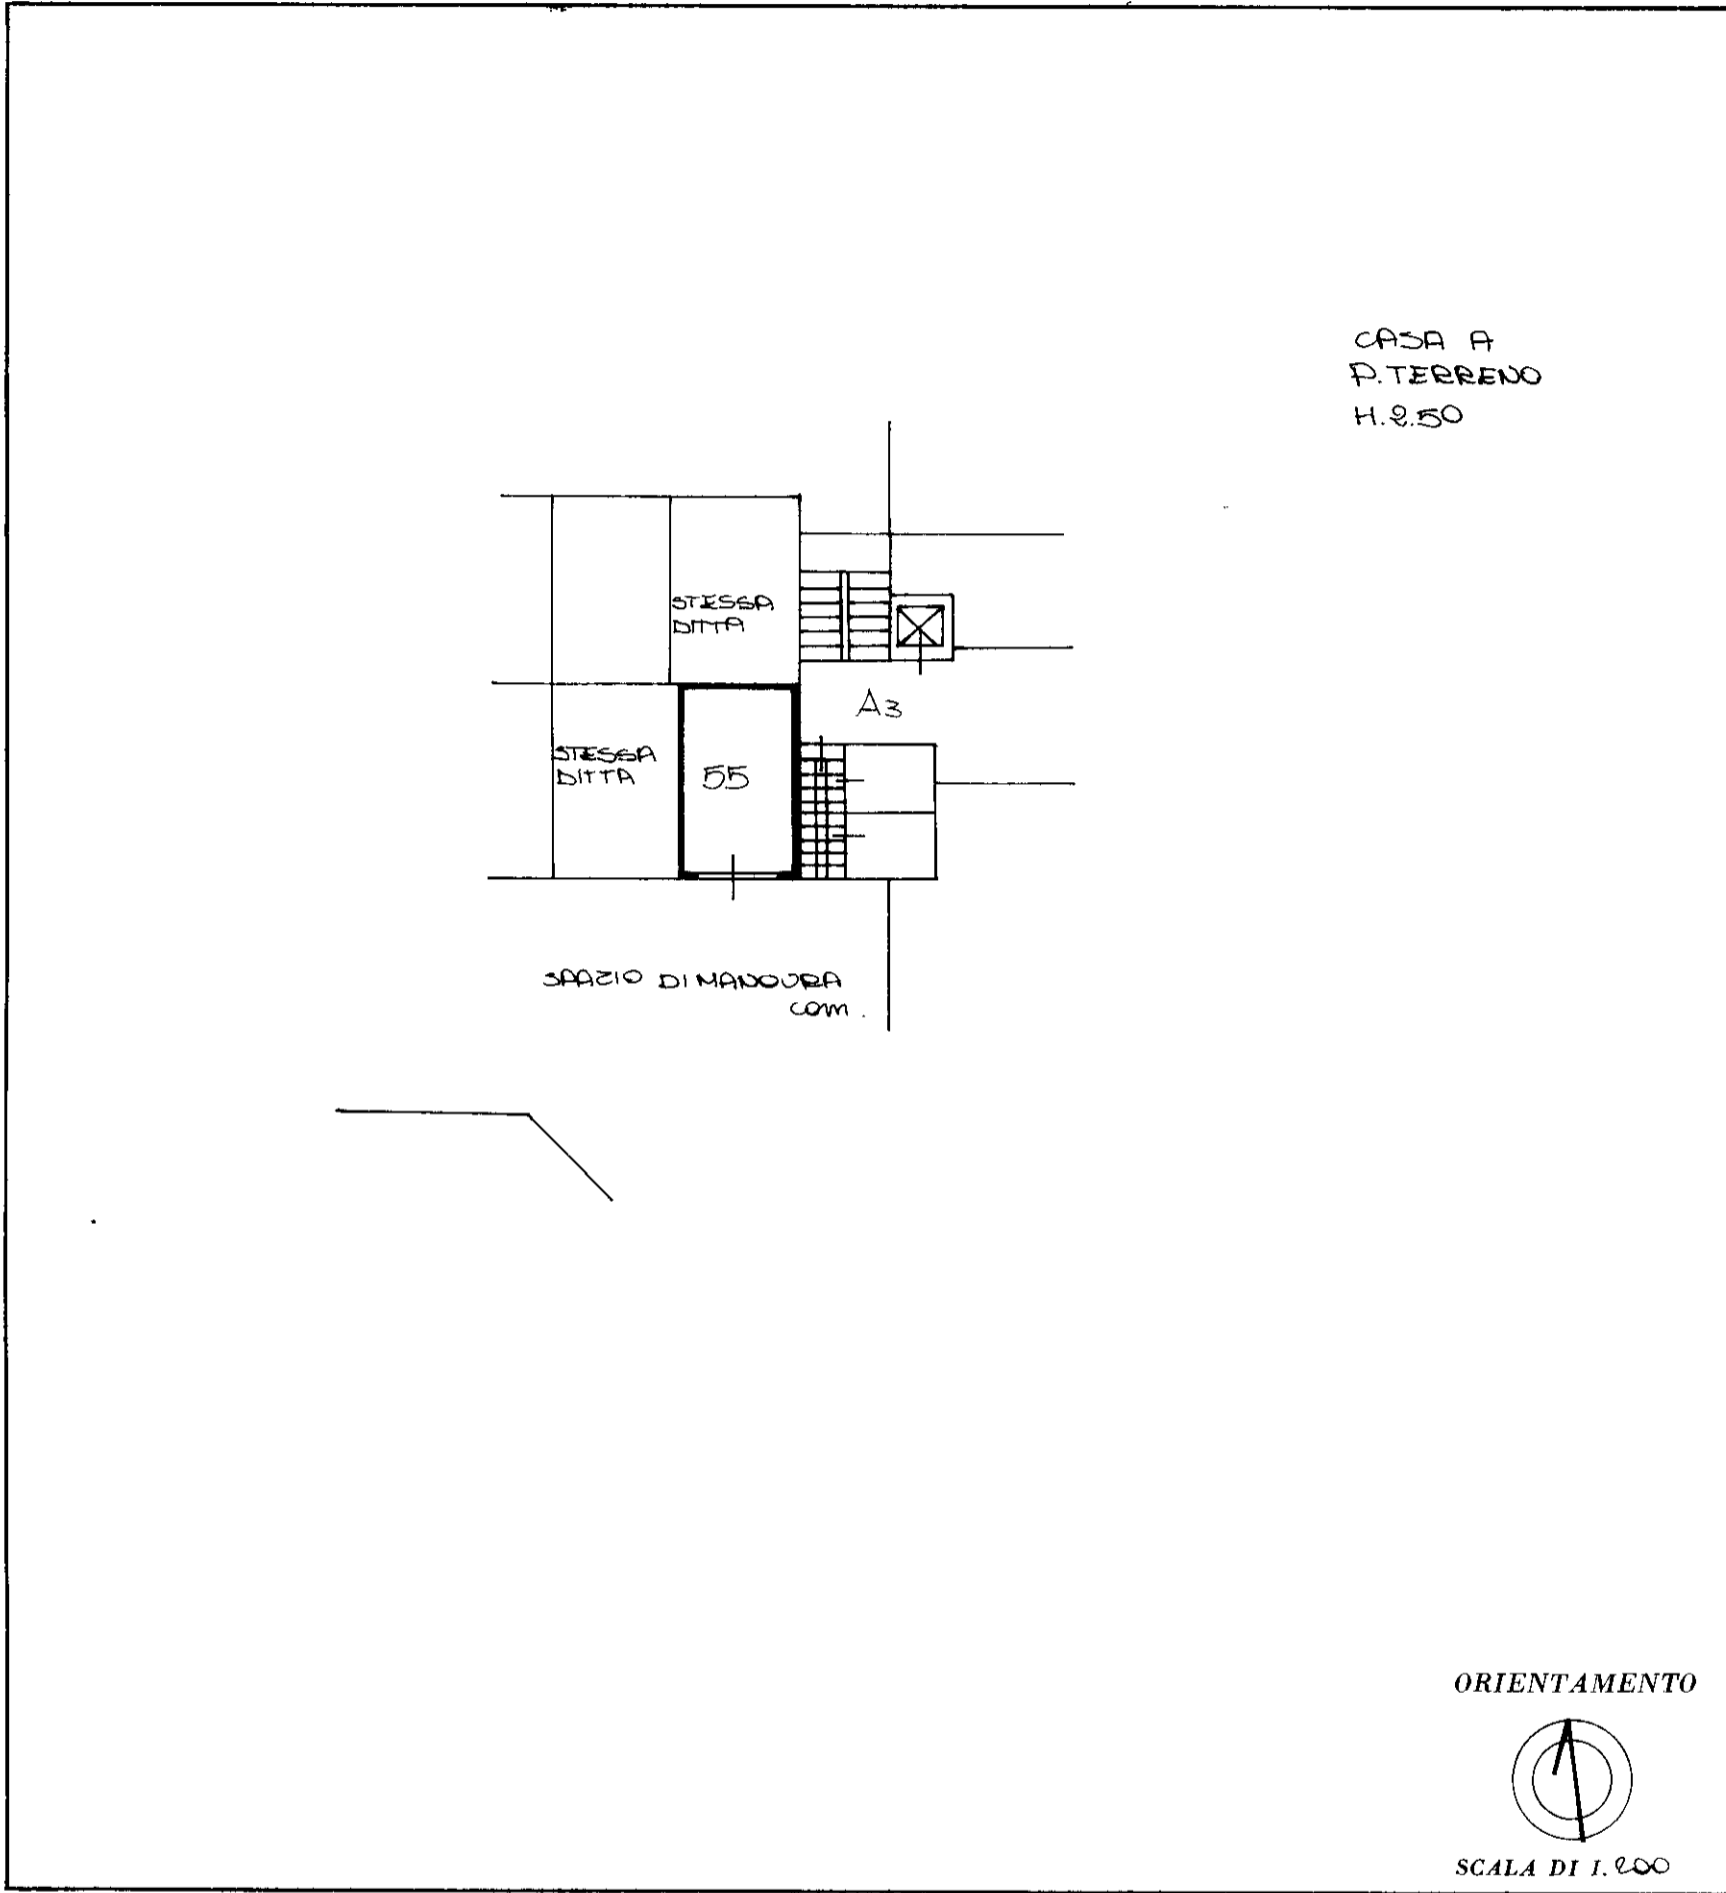 CASA A
P.TERRENO
H.2.50
STESSA
DITTA
A3
STESSA
DITTA
55
SPAZIO DI MANOVRA
com.
ORIENTAMENTO
SCALA DI 1.200